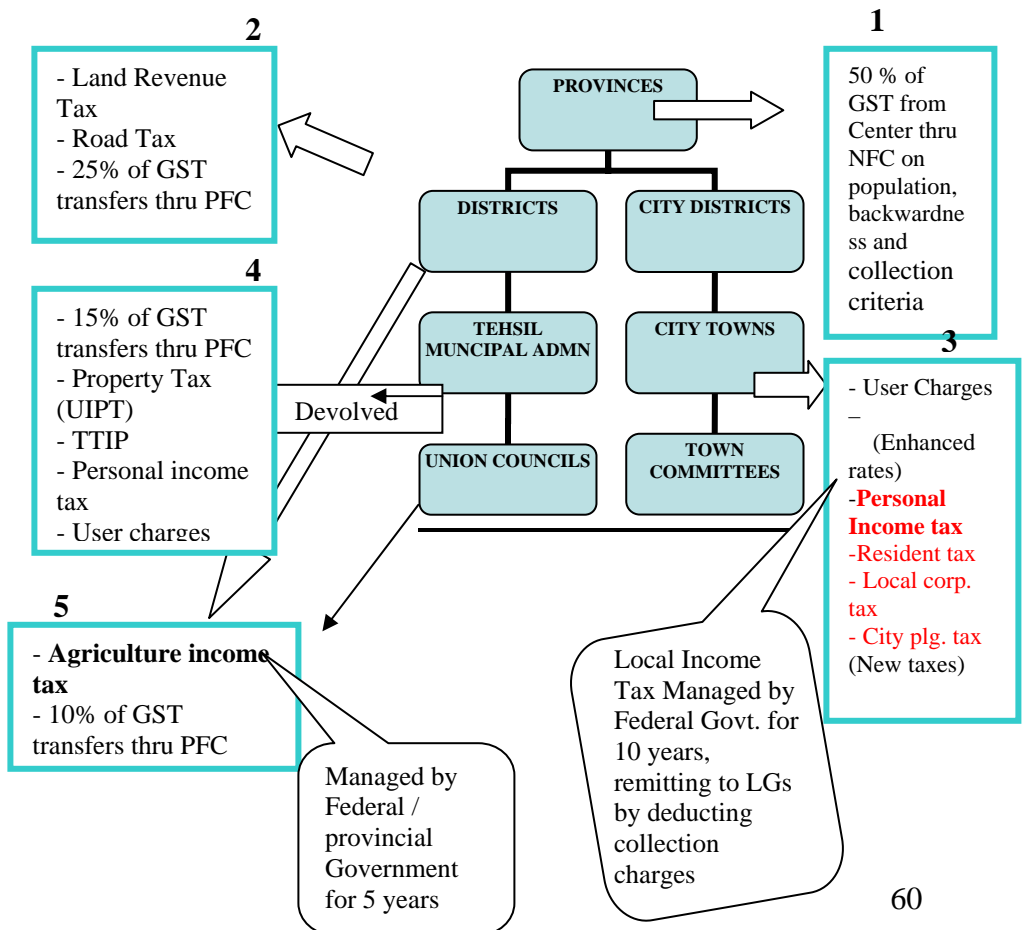 2
- Land Revenue
Tax
- Road Tax
- 25% of GST
transfers thru PFC
1
50 % of
GST from
Center thru
NFC on
population,
backwardne
ss and
collection
criteria
PROVINCES
DISTRICTS
CITY DISTRICTS
TEHSIL
MUNCIPAL ADMN
CITY TOWNS
UNION COUNCILS
TOWN
COMMITTEES
4
- 15% of GST
transfers thru PFC
- Property Tax
(UIPT)
- TTIP
- Personal income
tax
- User charges
Devolved
3
- User Charges
–
(Enhanced
rates)
-Personal
Income tax
-Resident tax
- Local corp.
tax
- City plg. tax
(New taxes)
5
- Agriculture income
tax
- 10% of GST
transfers thru PFC
Managed by
Federal /
provincial
Government
for 5 years
Local Income
Tax Managed by
Federal Govt. for
10 years,
remitting to LGs
by deducting
collection
charges
60